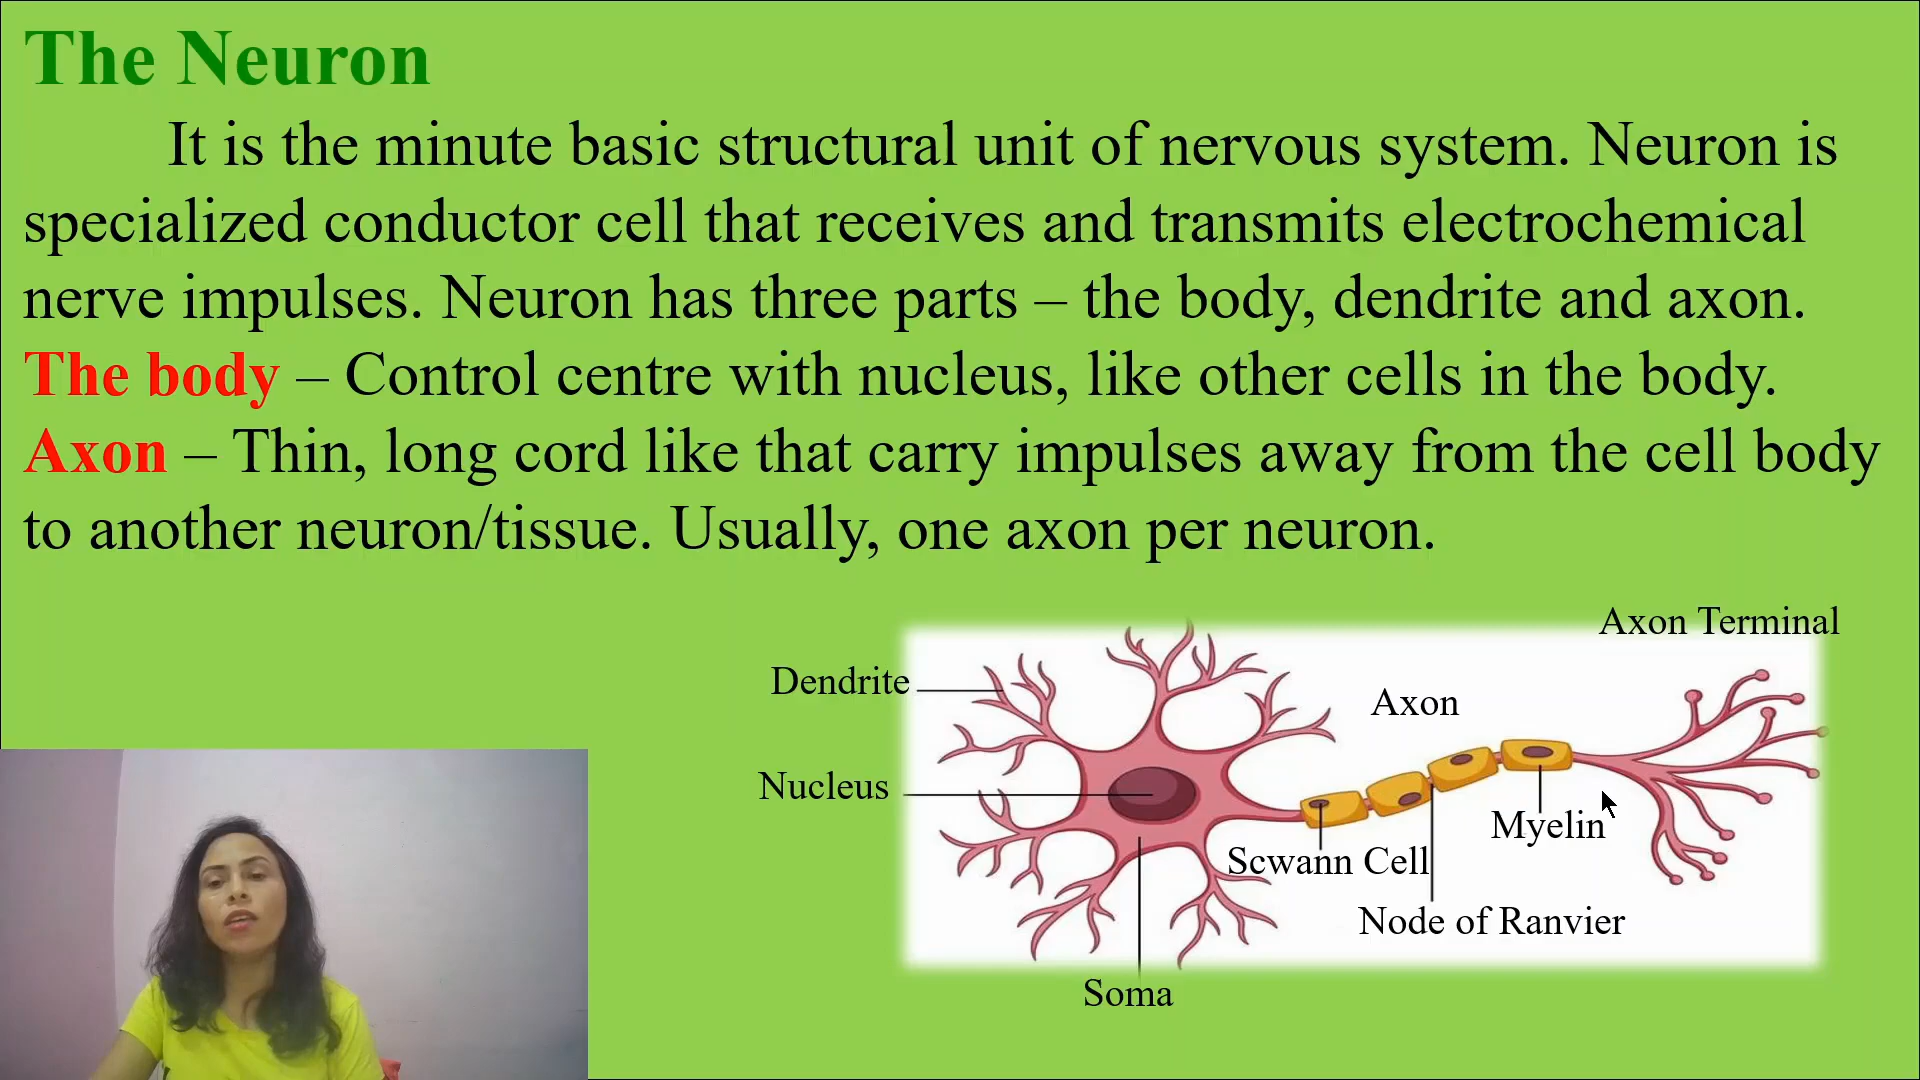 The Neuron
It is the minute basic structural unit of nervous system. Neuron is
specialized conductor cell that receives and transmits electrochemical
nerve impulses. Neuron has three parts – the body, dendrite and axon.
The body – Control centre with nucleus, like other cells in the body.
Axon – Thin, long cord like that carry impulses away from the cell body
to another neuron/tissue. Usually, one axon per neuron.
Axon Terminal
Dendrite
Axon
Nucleus
Myelin
Scwann Cell
Node of Ranvier
Soma